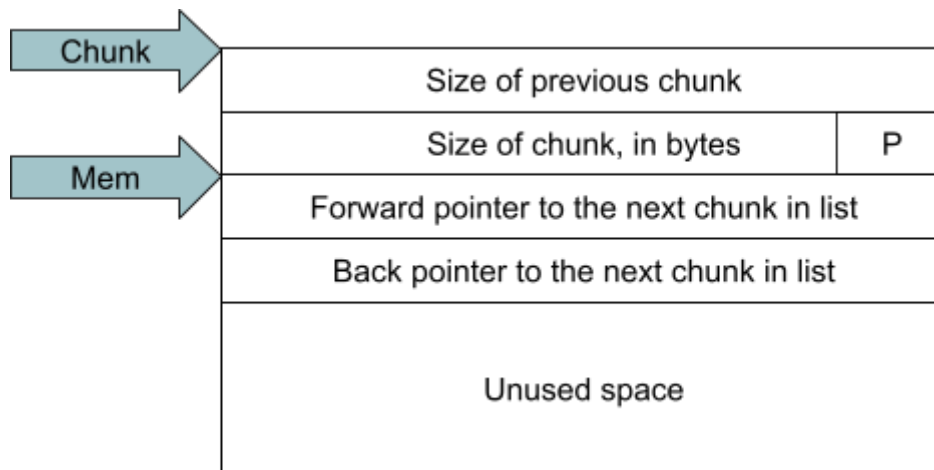 Chunk
Size of previous chunk
Size of chunk, in bytes P
Mem
Forward pointer to the next chunk in list
Back pointer to the next chunk in list
Unused space